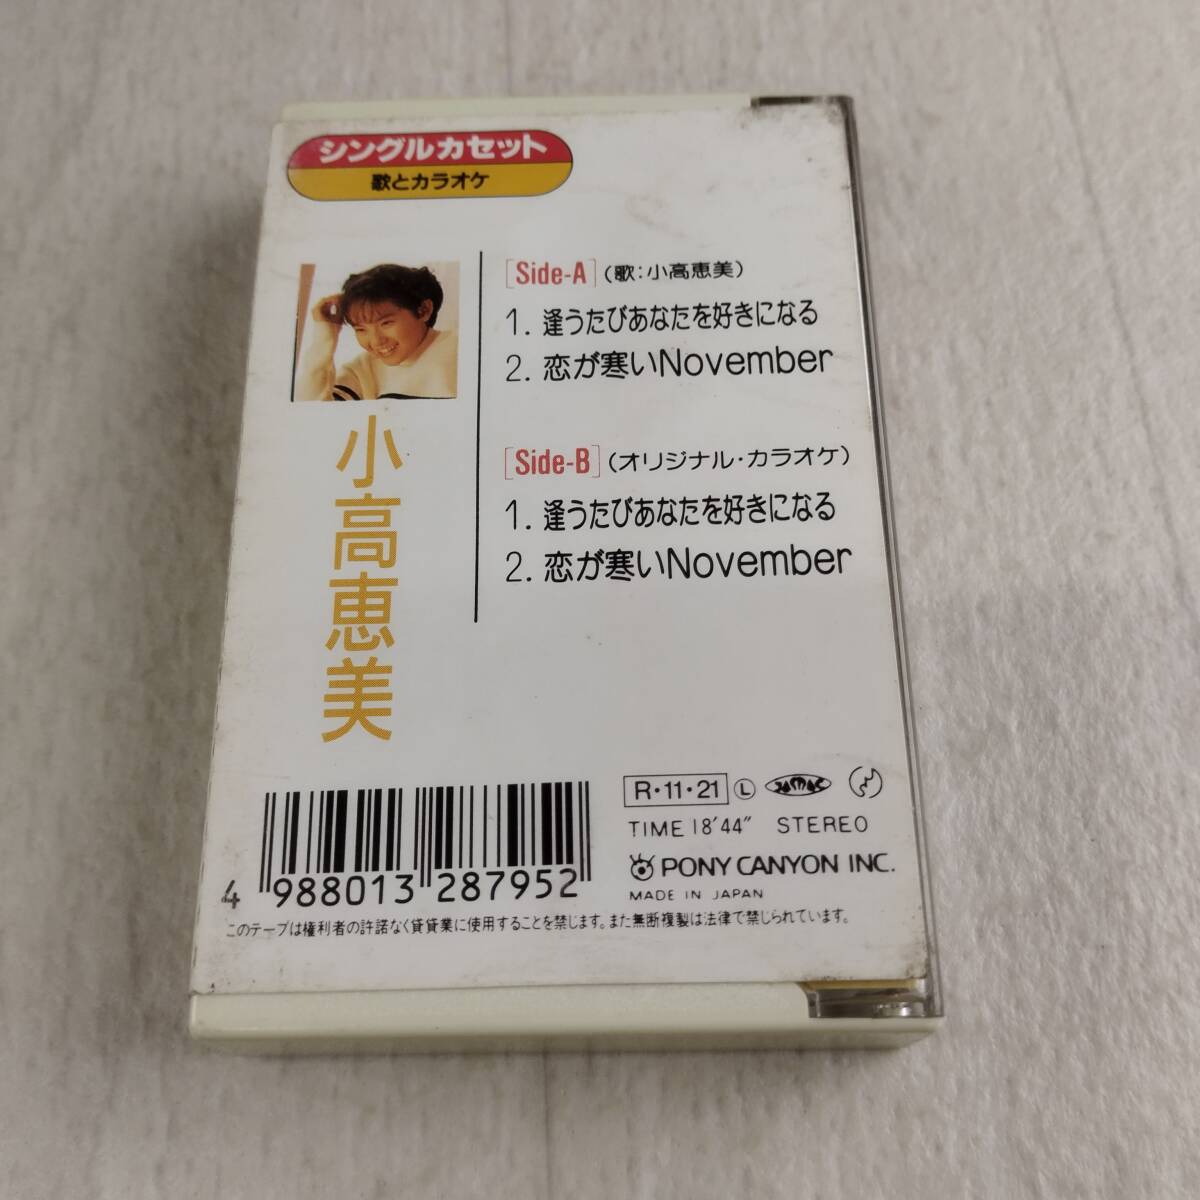 シングルカセット
歌とカラオケ
小高恵美
[Side-A] (歌:小高恵美)
1. 逢うたびあなたを好きになる
2. 恋が寒いNovember
[Side-B] (オリジナル・カラオケ)
1. 逢うたびあなたを好きになる
2. 恋が寒いNovember
R・11・21 Ⓛ JAMAC
TIME 18'44" STEREO
PONY CANYON INC.
MADE IN JAPAN
4 988013 287952
このテープは権利者の許諾なく賃貸業に使用することを禁じます。また無断複製は法律で禁じられています。